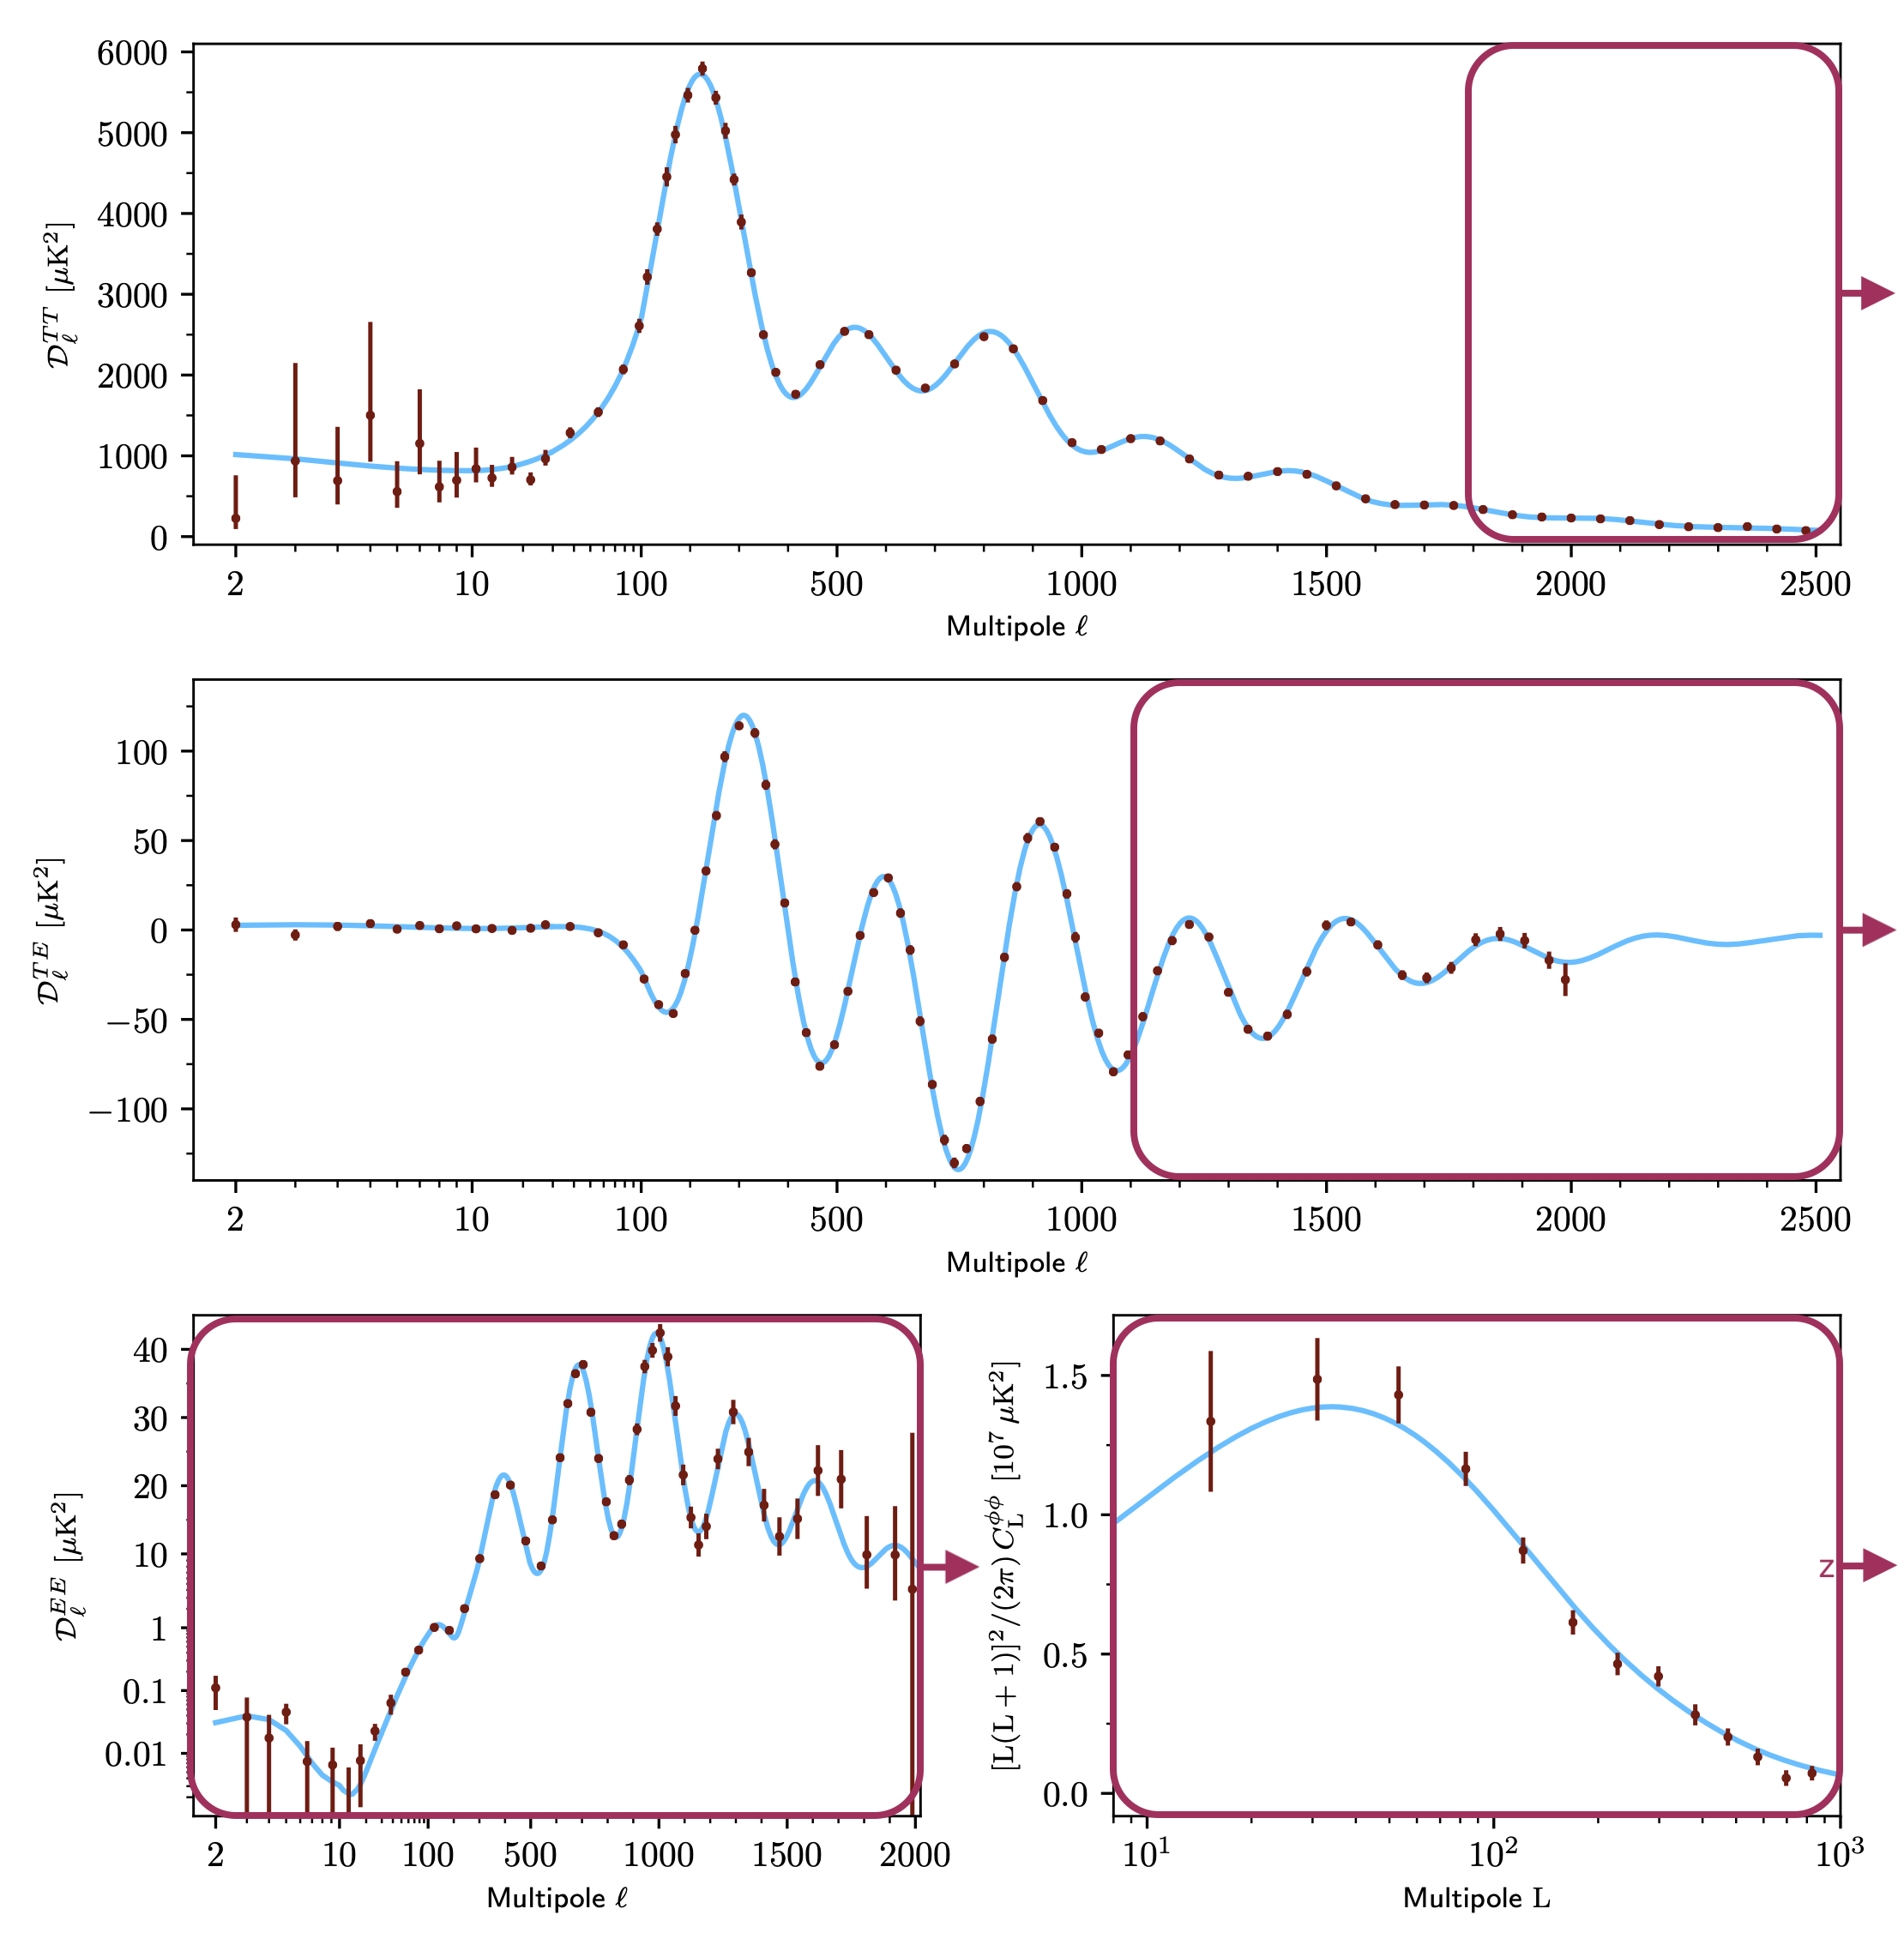 6000
5000
4000
3000
2000
1000
0
𝒟ℓ^TT [μK²]
2 10 100 500 1000 1500 2000 2500
Multipole ℓ
100
50
0
−50
−100
𝒟ℓ^TE [μK²]
2 10 100 500 1000 1500 2000 2500
Multipole ℓ
40
30
20
10
1
0.1
0.01
𝒟ℓ^EE [μK²]
2 10 100 500 1000 1500 2000
Multipole ℓ
1.5
1.0
0.5
0.0
[L(L + 1)]²/(2π) C_L^ϕϕ [10⁷ μK²]
z
10¹ 10² 10³
Multipole L